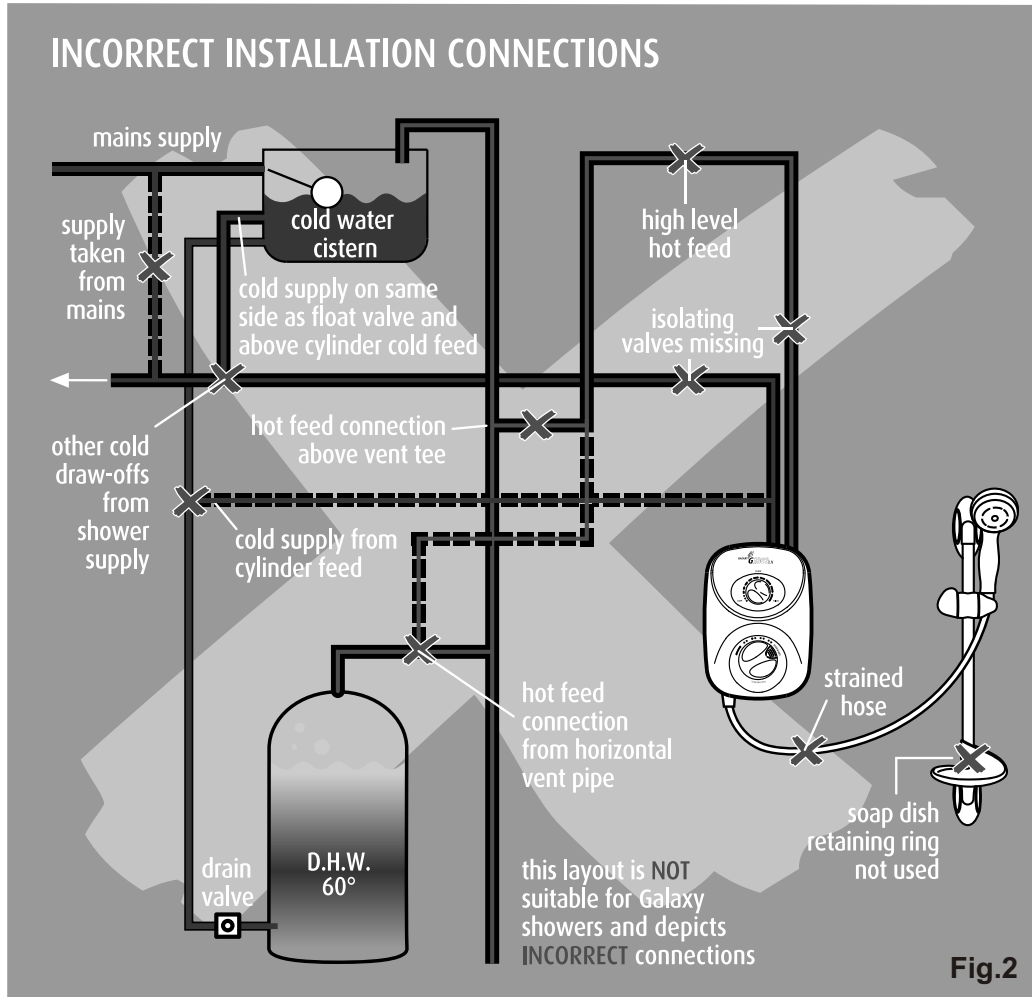 INCORRECT INSTALLATION CONNECTIONS
mains supply
supply
taken
from
mains
cold water
cistern
high level
hot feed
cold supply on same
side as float valve and
above cylinder cold feed
isolating
valves missing
hot feed connection
above vent tee
other cold
draw-offs
from
shower
supply
cold supply from
cylinder feed
hot feed
connection
from horizontal
vent pipe
strained
hose
soap dish
retaining ring
not used
drain
valve
D.H.W.
60°
this layout is NOT
suitable for Galaxy
showers and depicts
INCORRECT connections
Fig.2